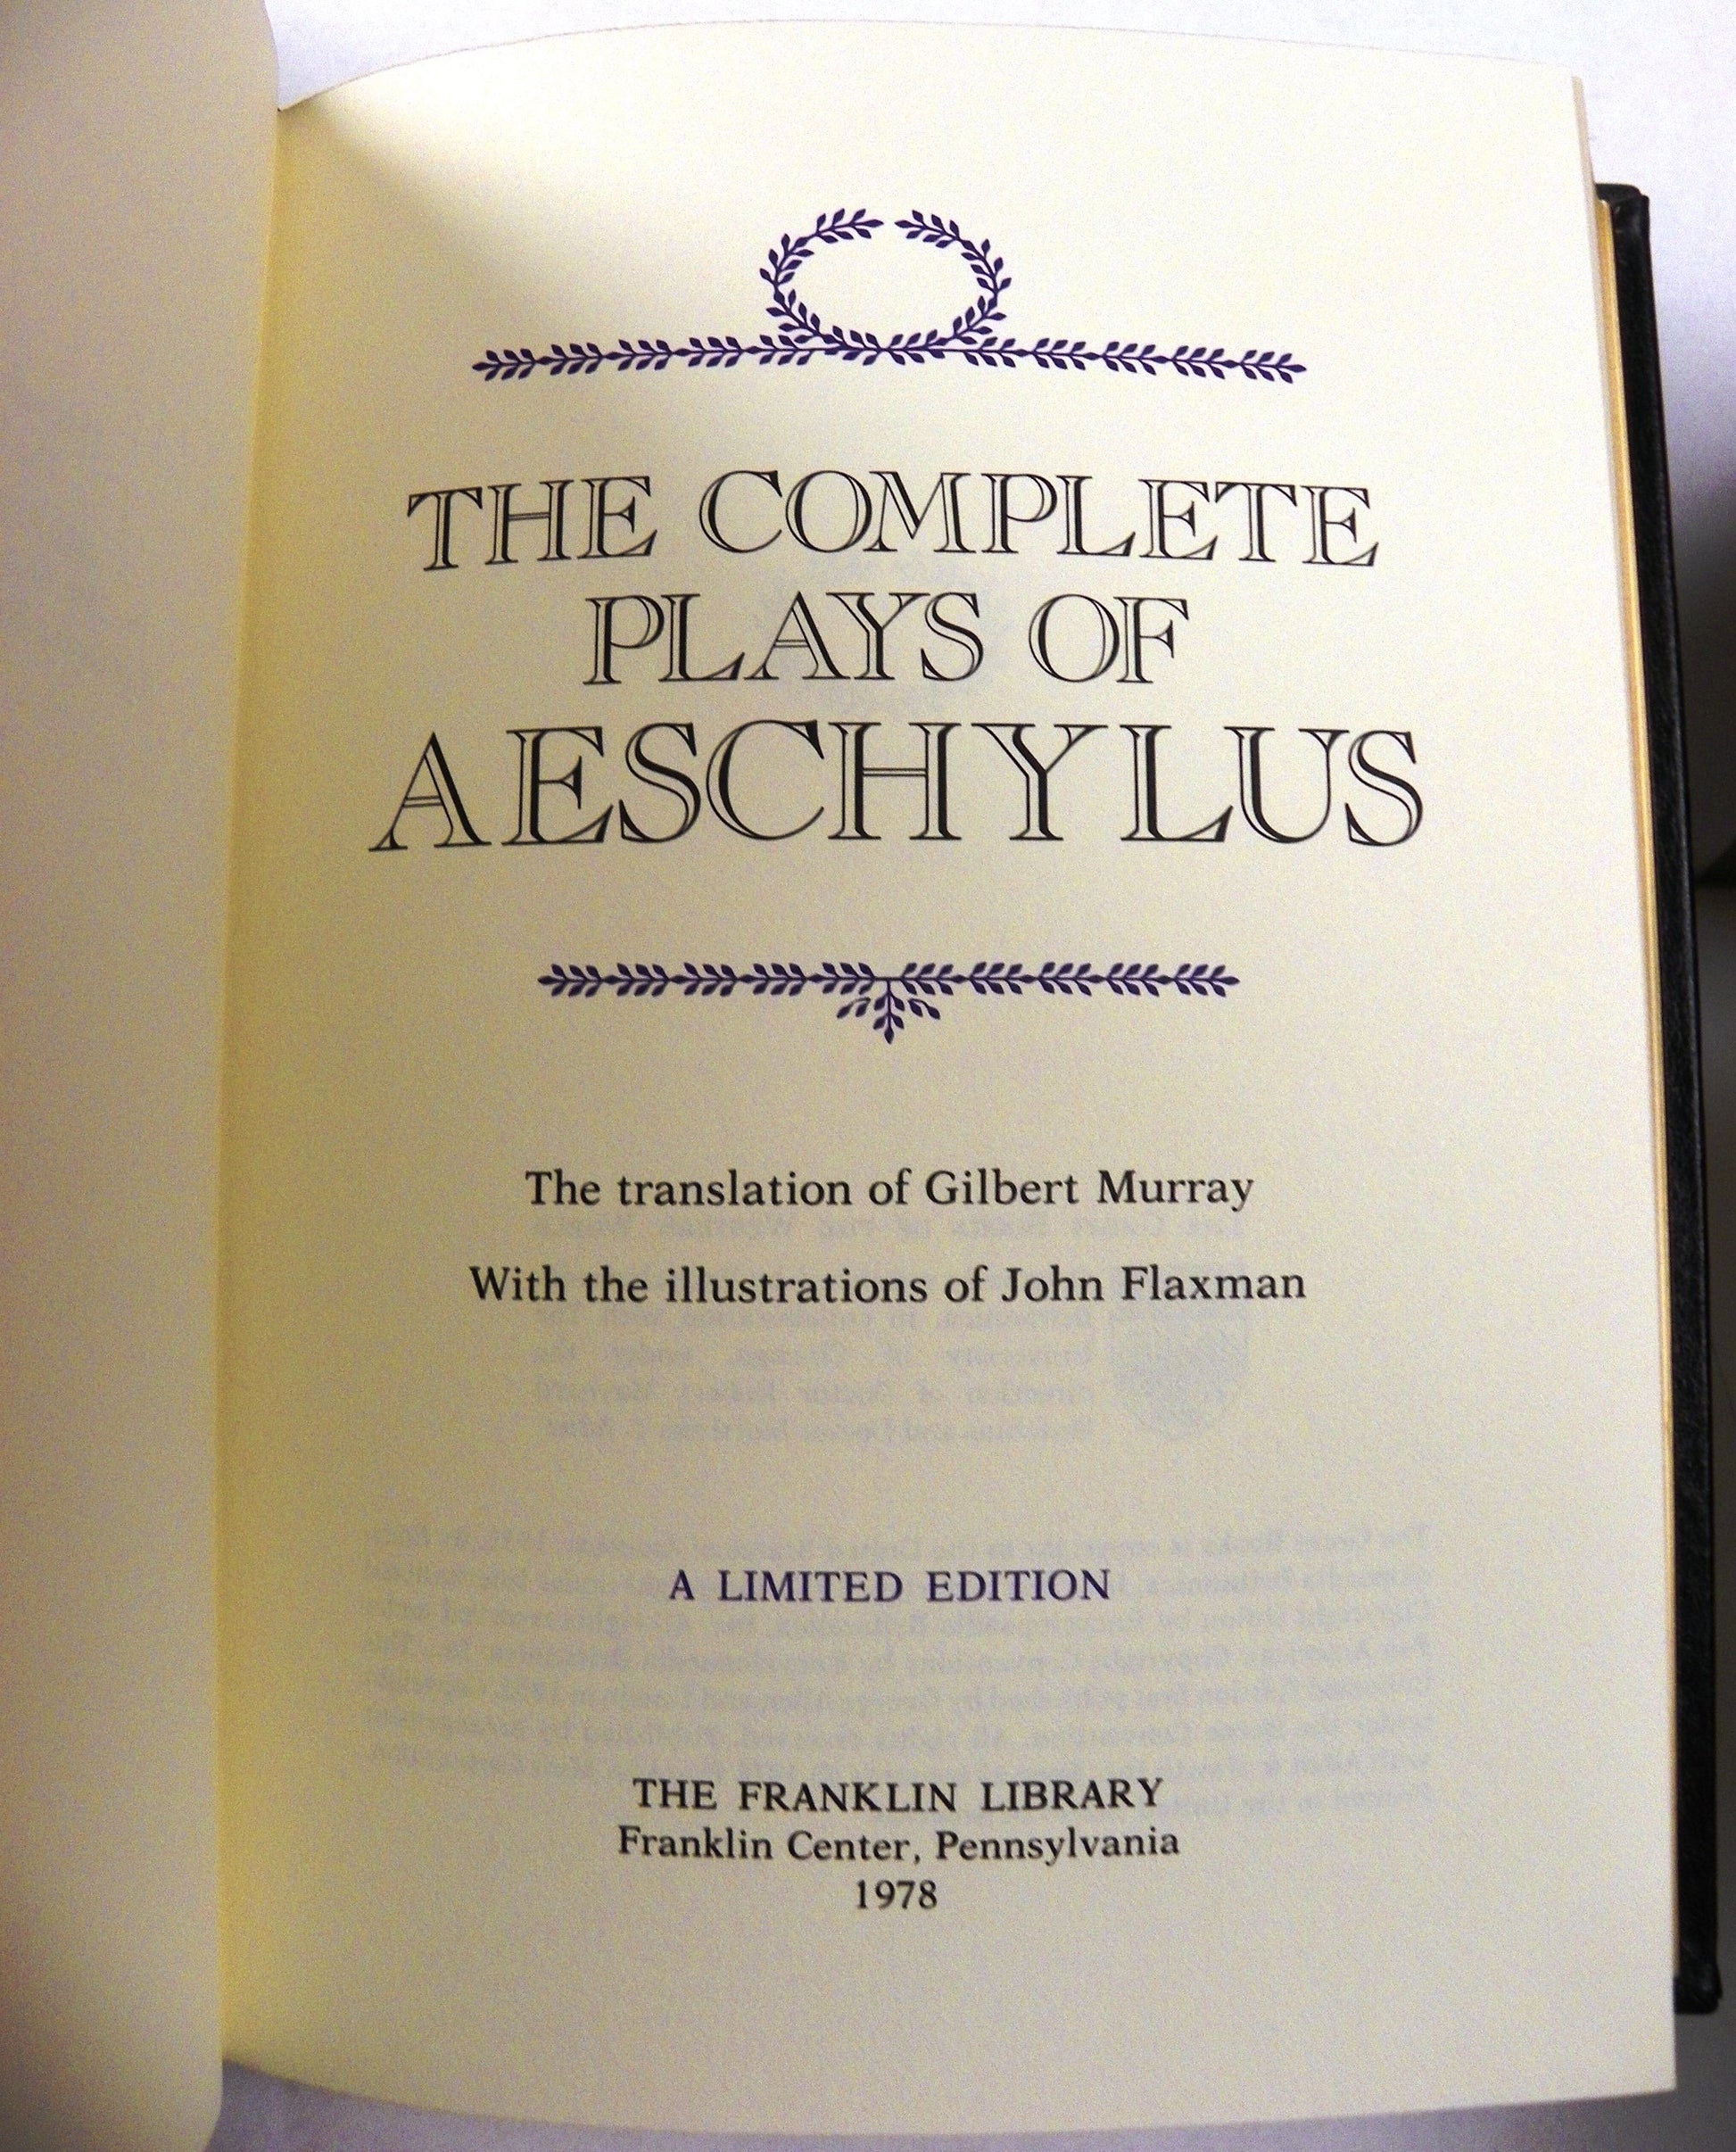 THE COMPLETE
PLAYS OF
AESCHYLUS
The translation of Gilbert Murray
With the illustrations of John Flaxman
A LIMITED EDITION
THE FRANKLIN LIBRARY
Franklin Center, Pennsylvania
1978